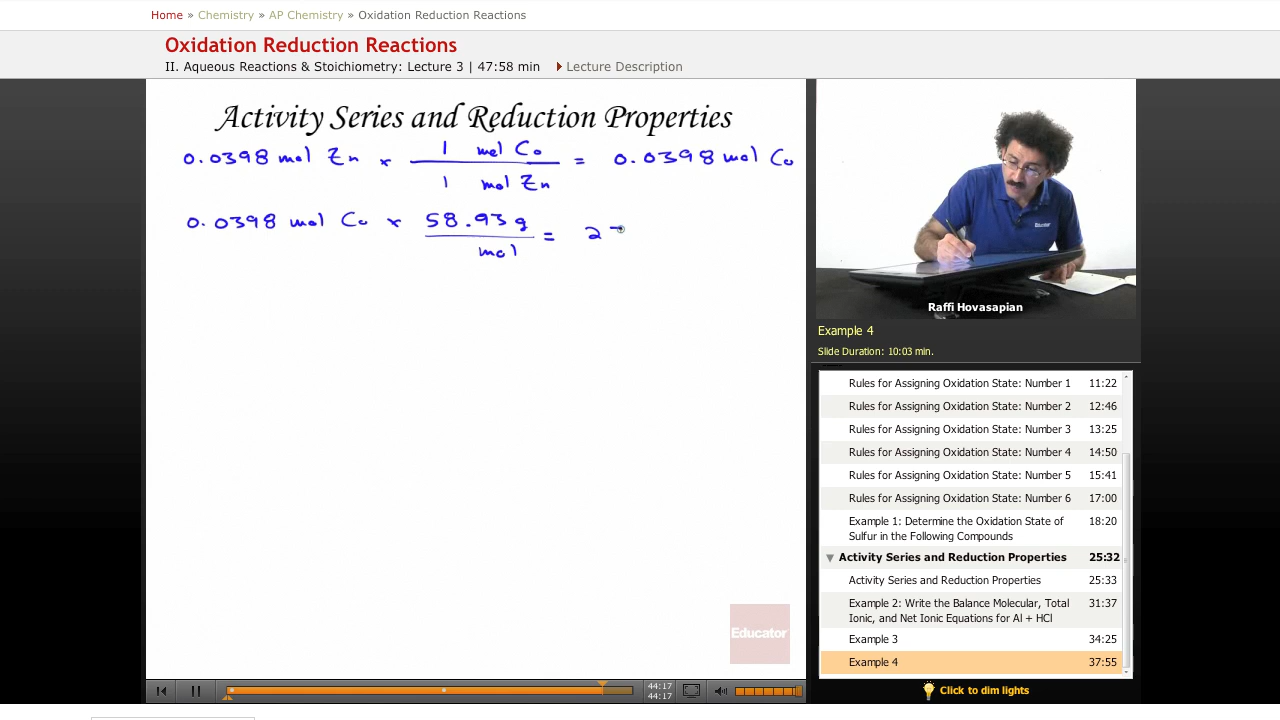 Home » Chemistry » AP Chemistry » Oxidation Reduction Reactions
Oxidation Reduction Reactions
II. Aqueous Reactions & Stoichiometry: Lecture 3 | 47:58 min Lecture Description
Activity Series and Reduction Properties
0.0398 mol Zn × 1 mol Co / 1 mol Zn = 0.0398 mol Co
0.0398 mol Co × 58.93 g / mol = 2
Educator
Raffi Hovasapian
Example 4
Slide Duration: 10:03 min.
Rules for Assigning Oxidation State: Number 1 11:22
Rules for Assigning Oxidation State: Number 2 12:46
Rules for Assigning Oxidation State: Number 3 13:25
Rules for Assigning Oxidation State: Number 4 14:50
Rules for Assigning Oxidation State: Number 5 15:41
Rules for Assigning Oxidation State: Number 6 17:00
Example 1: Determine the Oxidation State of 18:20
Sulfur in the Following Compounds
Activity Series and Reduction Properties 25:32
Activity Series and Reduction Properties 25:33
Example 2: Write the Balance Molecular, Total 31:37
Ionic, and Net Ionic Equations for Al + HCl
Example 3 34:25
Example 4 37:55
44:17
44:17
Click to dim lights